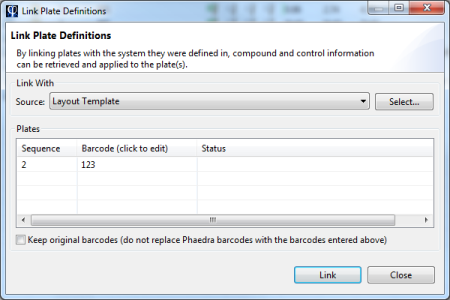 Link Plate Definitions
Link Plate Definitions
By linking plates with the system they were defined in, compound and control information
can be retrieved and applied to the plate(s).
Link With
Source: Layout Template Select...
Plates
Sequence Barcode (click to edit) Status
2 123
Keep original barcodes (do not replace Phaedra barcodes with the barcodes entered above)
Link Close